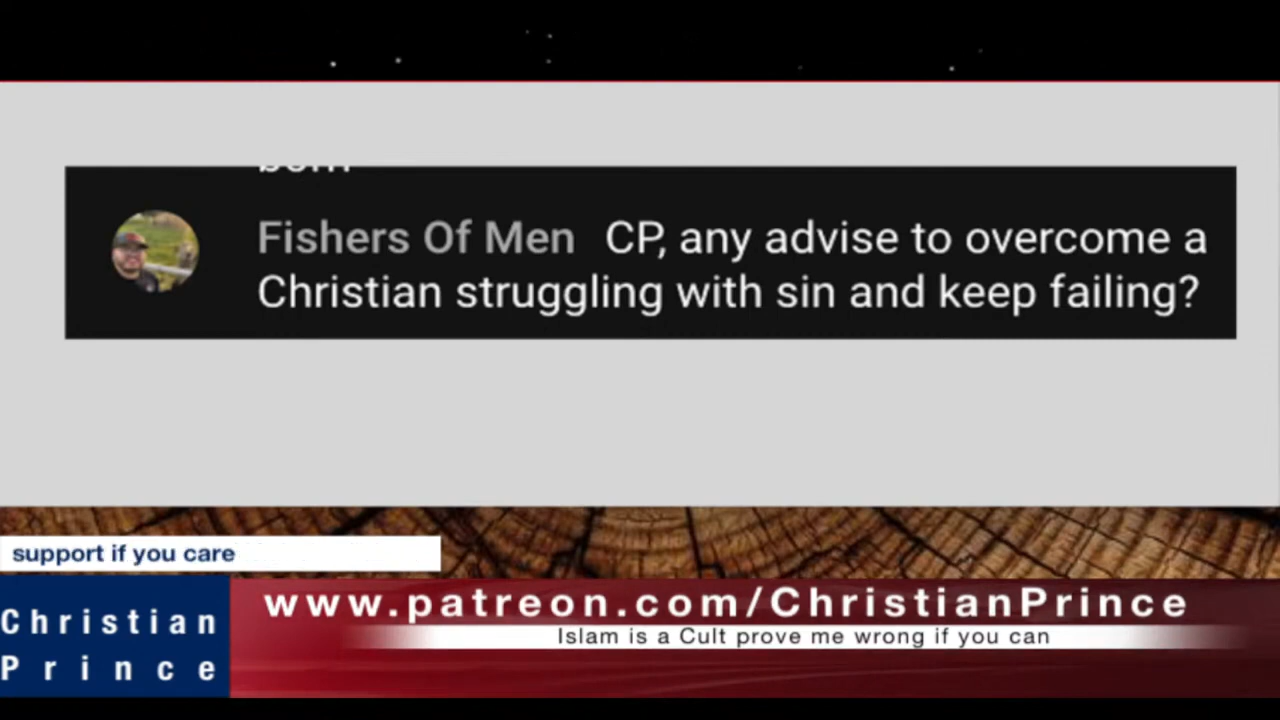 Fishers Of Men CP, any advise to overcome a
Christian struggling with sin and keep failing?
support if you care
Christian
Prince
www.patreon.com/ChristianPrince
Islam is a Cult prove me wrong if you can